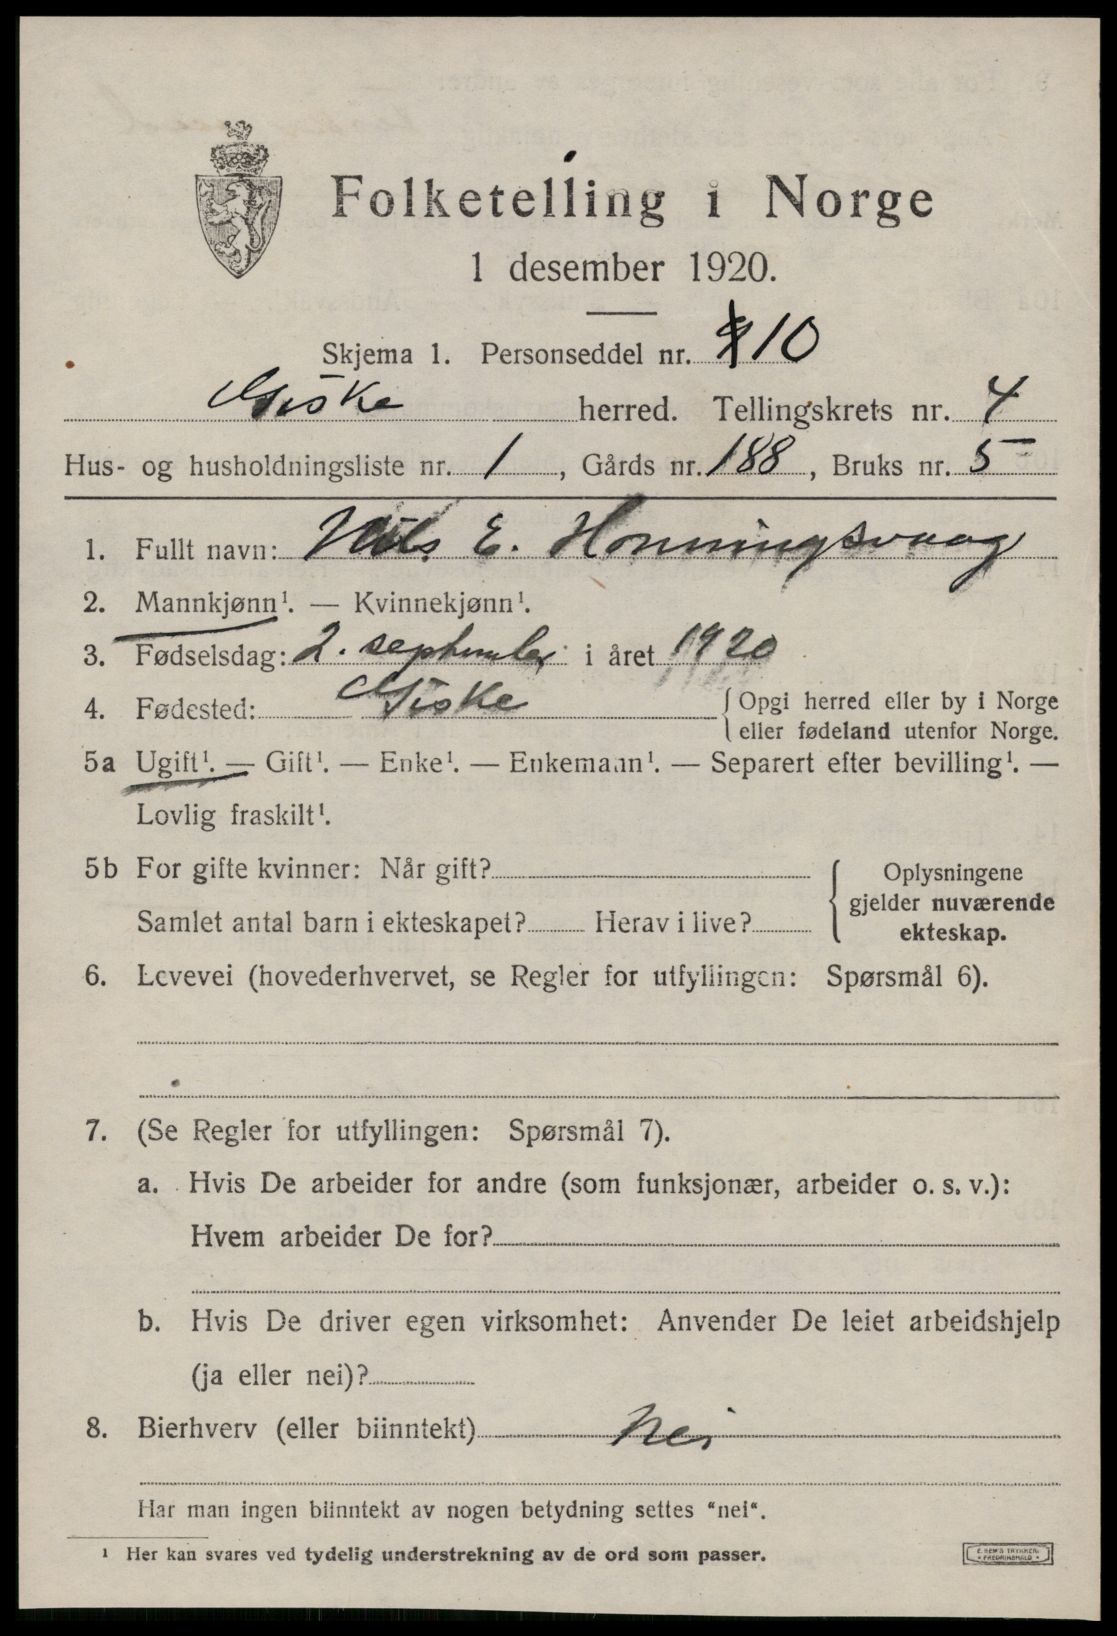 Folketelling i Norge
1 desember 1920.
Skjema 1. Personseddel nr. 10
Giske herred. Tellingskrets nr. 4
Hus- og husholdningsliste nr. 1, Gårds nr. 188, Bruks nr. 5
1. Fullt navn: Nils E. Honningsvaag
2. Mannkjønn¹. — Kvinnekjønn¹.
3. Fødselsdag: 2. september i året 1920
4. Fødested: Giske { Opgi herred eller by i Norge
eller fødeland utenfor Norge.
5a Ugift¹. — Gift¹. — Enke¹. — Enkemann¹. — Separert efter bevilling¹. —
Lovlig fraskilt¹.
5b For gifte kvinner: Når gift?
Samlet antal barn i ekteskapet? Herav i live?
{ Oplysningene
gjelder nuværende
ekteskap.
6. Levevei (hovederhvervet, se Regler for utfyllingen: Spørsmål 6).
7. (Se Regler for utfyllingen: Spørsmål 7).
a. Hvis De arbeider for andre (som funksjonær, arbeider o. s. v.):
Hvem arbeider De for?
b. Hvis De driver egen virksomhet: Anvender De leiet arbeidshjelp
(ja eller nei)?
8. Bierhverv (eller biinntekt) Nei
Har man ingen biinntekt av nogen betydning settes "nei".
¹ Her kan svares ved tydelig understrekning av de ord som passer.